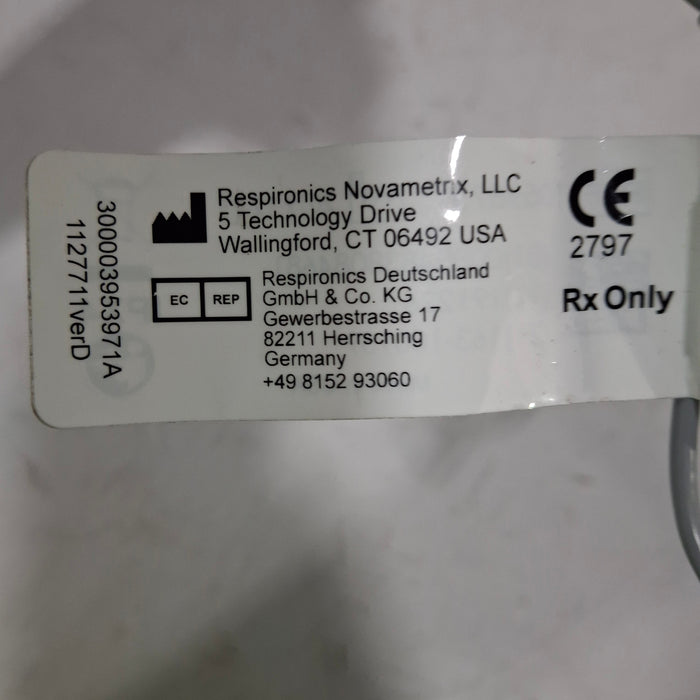 Respironics Novametrix, LLC
5 Technology Drive
Wallingford, CT 06492 USA
EC REP
Respironics Deutschland
GmbH & Co. KG
Gewerbestrasse 17
82211 Herrsching
Germany
+49 8152 93060
CE
2797
Rx Only
300003953971A
1127711verD